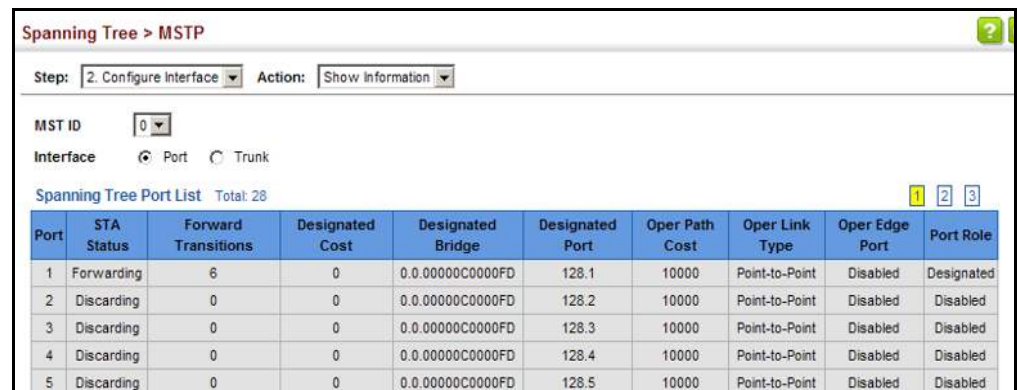 Spanning Tree > MSTP
?
Step: 2. Configure Interface Action: Show Information
MST ID 0
Interface Port Trunk
Spanning Tree Port List Total: 28 1 2 3
Port STA Status Forward Transitions Designated Cost Designated Bridge Designated Port Oper Path Cost Oper Link Type Oper Edge Port Port Role
1 Forwarding 6 0 0.0.00000C0000FD 128.1 10000 Point-to-Point Disabled Designated
2 Discarding 0 0 0.0.00000C0000FD 128.2 10000 Point-to-Point Disabled Disabled
3 Discarding 0 0 0.0.00000C0000FD 128.3 10000 Point-to-Point Disabled Disabled
4 Discarding 0 0 0.0.00000C0000FD 128.4 10000 Point-to-Point Disabled Disabled
5 Discarding 0 0 0.0.00000C0000FD 128.5 10000 Point-to-Point Disabled Disabled